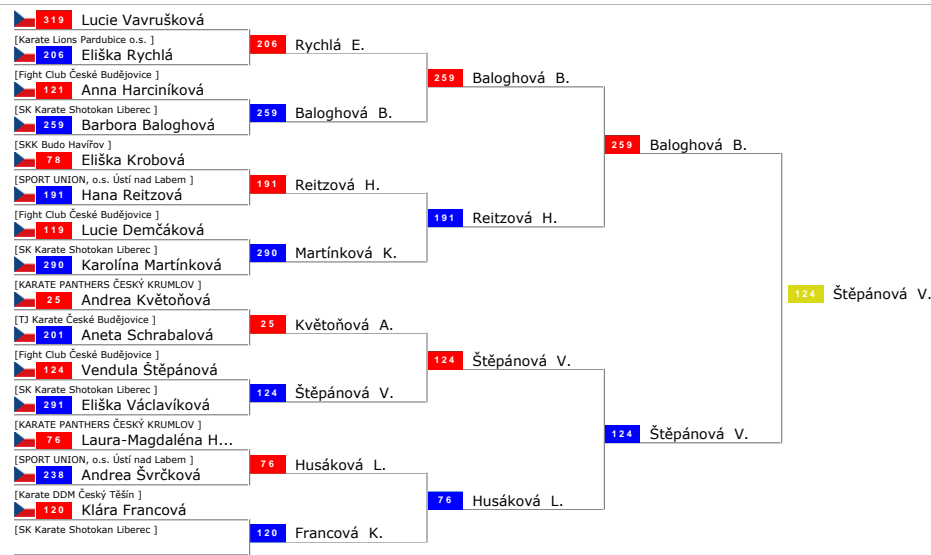 319 Lucie Vavrušková
[Karate Lions Pardubice o.s. ]
206 Eliška Rychlá
[Fight Club České Budějovice ]
121 Anna Harciníková
[SK Karate Shotokan Liberec ]
259 Barbora Baloghová
[SKK Budo Havířov ]
78 Eliška Krobová
[SPORT UNION, o.s. Ústí nad Labem ]
191 Hana Reitzová
[Fight Club České Budějovice ]
119 Lucie Demčáková
[SK Karate Shotokan Liberec ]
290 Karolína Martínková
[KARATE PANTHERS ČESKÝ KRUMLOV ]
25 Andrea Květoňová
[TJ Karate České Budějovice ]
201 Aneta Schrabalová
[Fight Club České Budějovice ]
124 Vendula Štěpánová
[SK Karate Shotokan Liberec ]
291 Eliška Václavíková
[KARATE PANTHERS ČESKÝ KRUMLOV ]
76 Laura-Magdaléna H...
[SPORT UNION, o.s. Ústí nad Labem ]
238 Andrea Švrčková
[Karate DDM Český Těšín ]
120 Klára Francová
[SK Karate Shotokan Liberec ]
206 Rychlá E.
259 Baloghová B.
191 Reitzová H.
290 Martínková K.
25 Květoňová A.
124 Štěpánová V.
76 Husáková L.
120 Francová K.
259 Baloghová B.
191 Reitzová H.
124 Štěpánová V.
76 Husáková L.
259 Baloghová B.
124 Štěpánová V.
124 Štěpánová V.